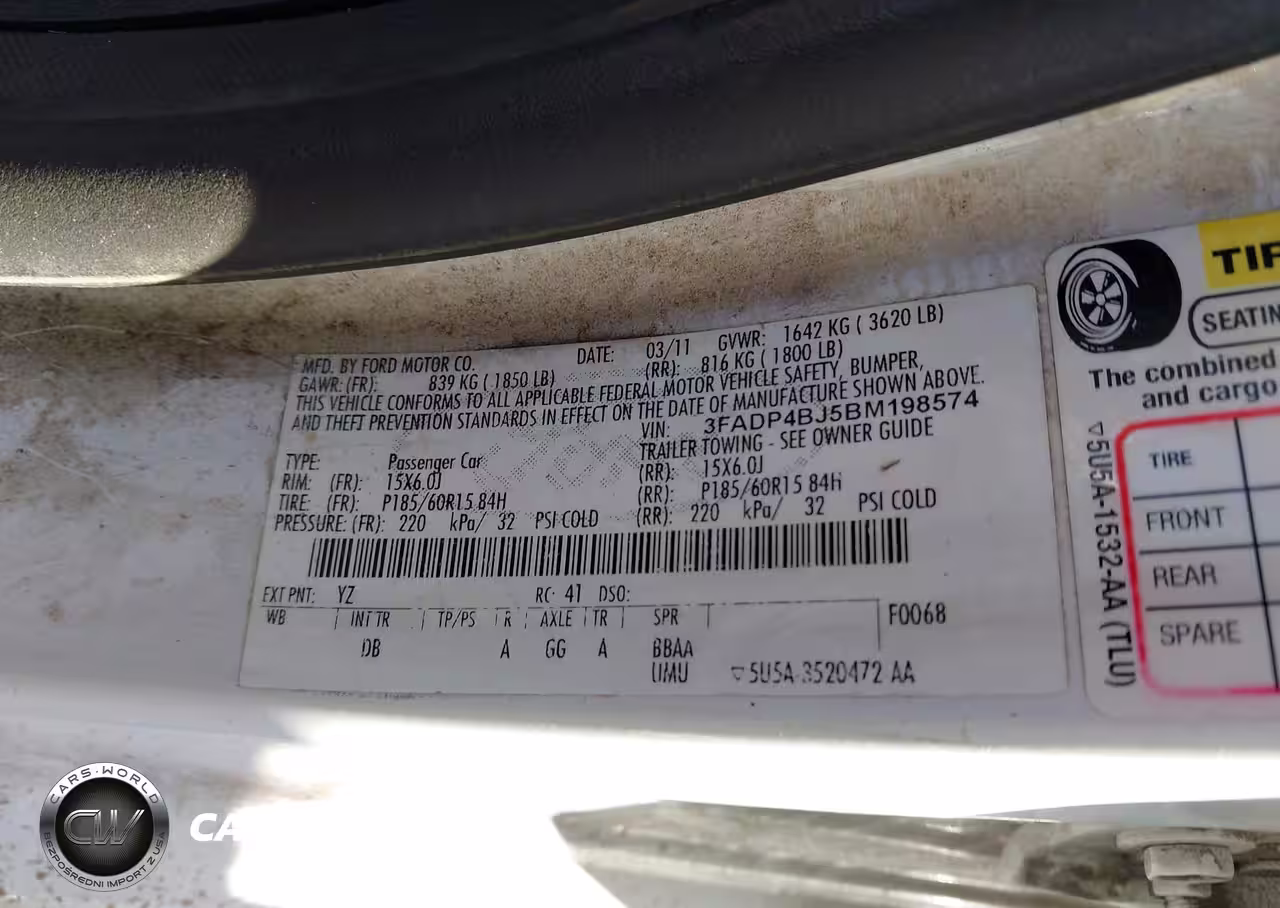 MFD. BY FORD MOTOR CO. DATE: 03/11 GVWR: 1642 KG ( 3620 LB)
GAWR: (FR): 839 KG ( 1850 LB) (RR): 816 KG ( 1800 LB)
THIS VEHICLE CONFORMS TO ALL APPLICABLE FEDERAL MOTOR VEHICLE SAFETY, BUMPER,
AND THEFT PREVENTION STANDARDS IN EFFECT ON THE DATE OF MANUFACTURE SHOWN ABOVE.
VIN: 3FADP4BJ5BM198574
TYPE: Passenger Car TRAILER TOWING - SEE OWNER GUIDE
RIM: (FR): 15X6.0J (RR): 15X6.0J
TIRE: (FR): P185/60R15 84H (RR): P185/60R15 84H
PRESSURE: (FR): 220 kPa/ 32 PSI COLD (RR): 220 kPa/ 32 PSI COLD
EXT PNT: YZ RC: 41 DSO:
WB INT TR TP/PS R AXLE TR SPR F0068
DB A GG A BBAA
UMU ▽5U5A-3520472 AA
TIR
SEATIN
The combined
and cargo
TIRE
FRONT
REAR
SPARE
▽5U5A-1532-AA (TLU)
CARS-WORLD
CW
BEZPOŚREDNI IMPORT Z USA
CA